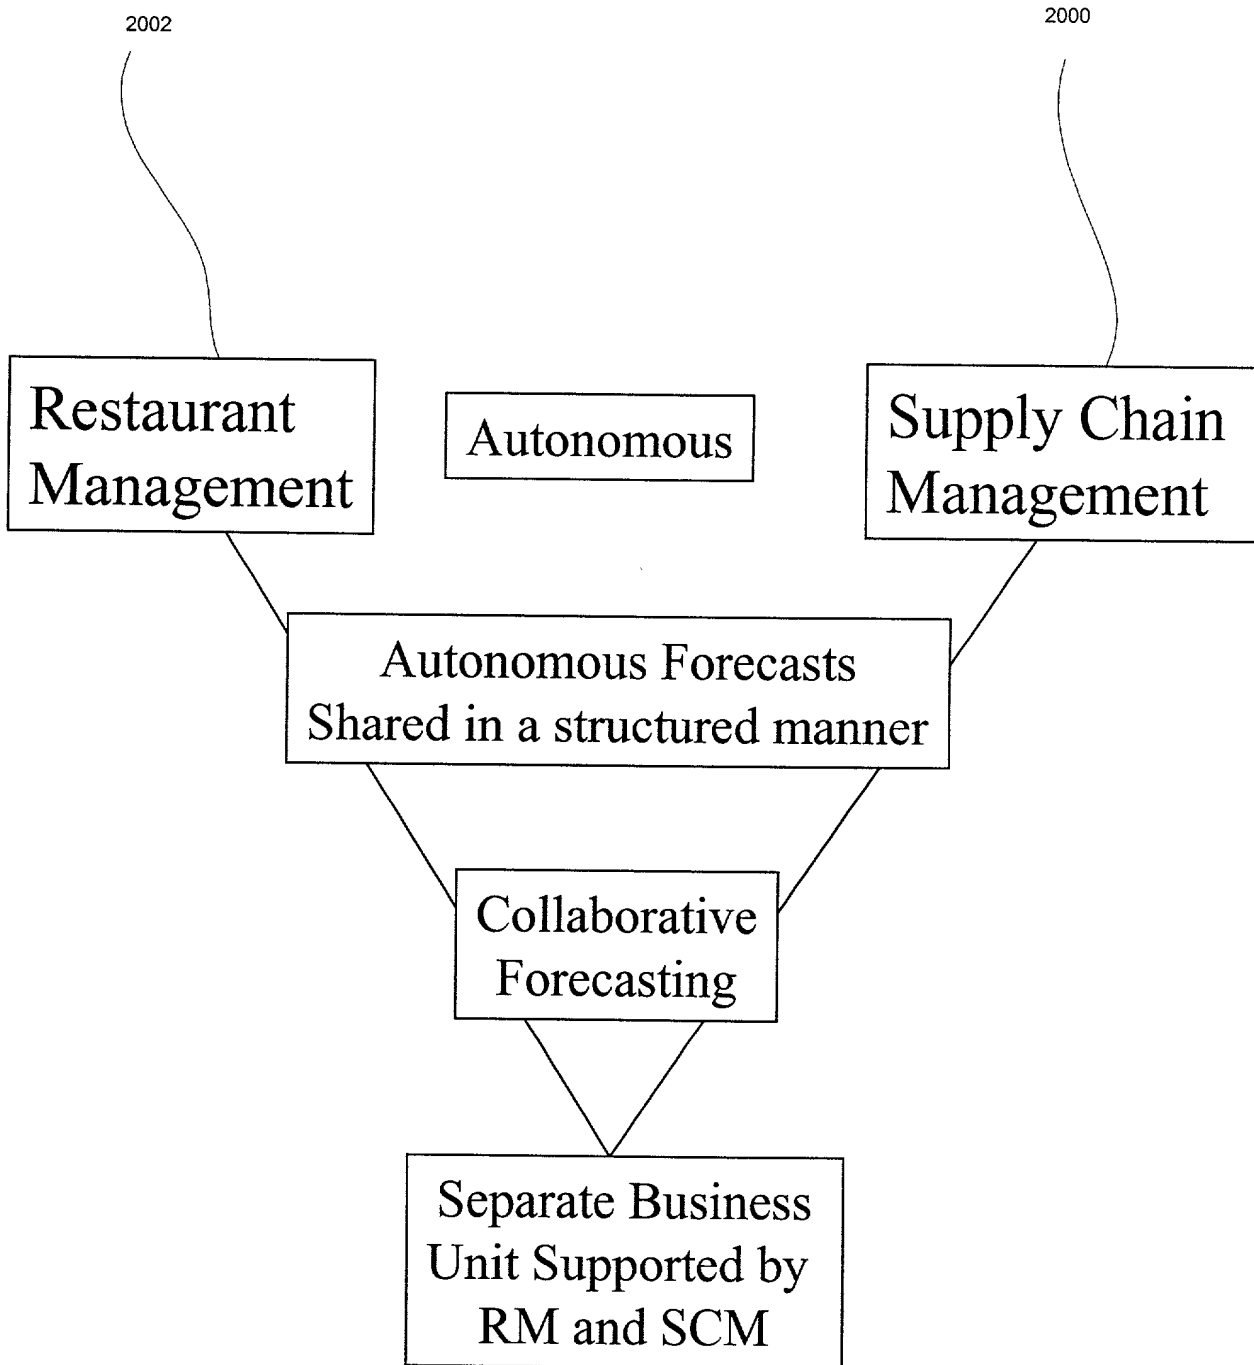 2002
2000
Restaurant
Management
Autonomous
Supply Chain
Management
Autonomous Forecasts
Shared in a structured manner
Collaborative
Forecasting
Separate Business
Unit Supported by
RM and SCM